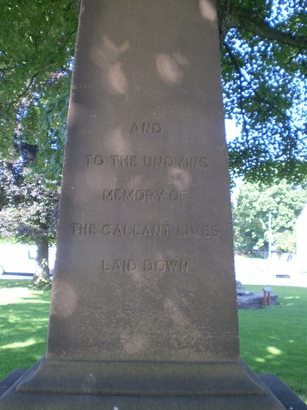 AND
TO THE UNDYING
MEMORY OF
THE GALLANT LIVES
LAID DOWN